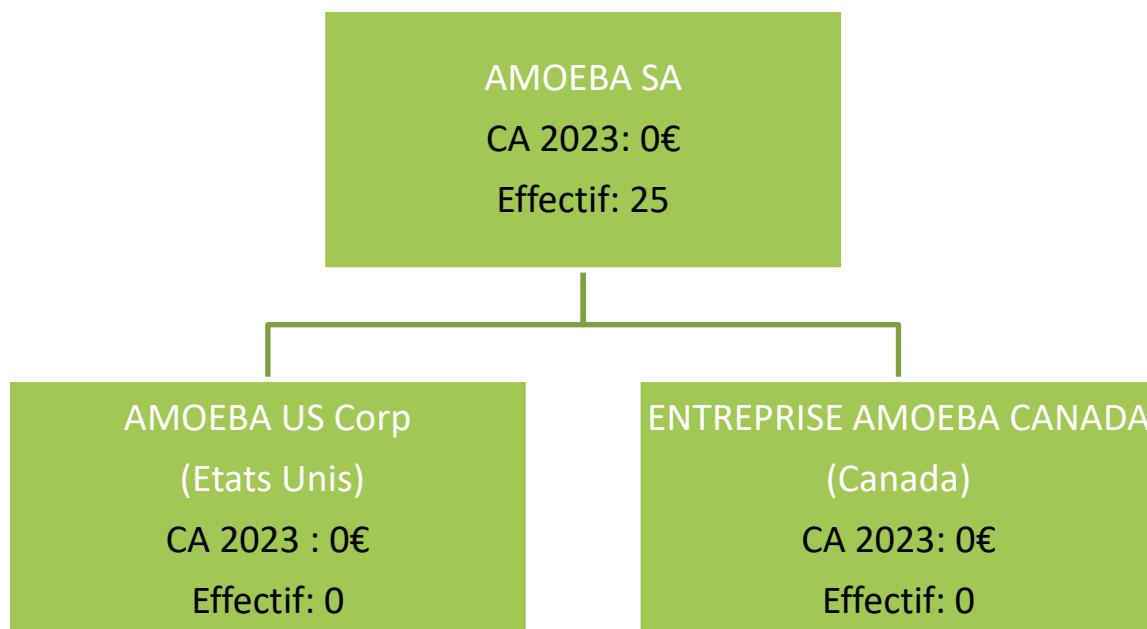 AMOEBA SA
CA 2023: 0€
Effectif: 25
AMOEBA US Corp
(Etats Unis)
CA 2023 : 0€
Effectif: 0
ENTREPRISE AMOEBA CANADA
(Canada)
CA 2023: 0€
Effectif: 0